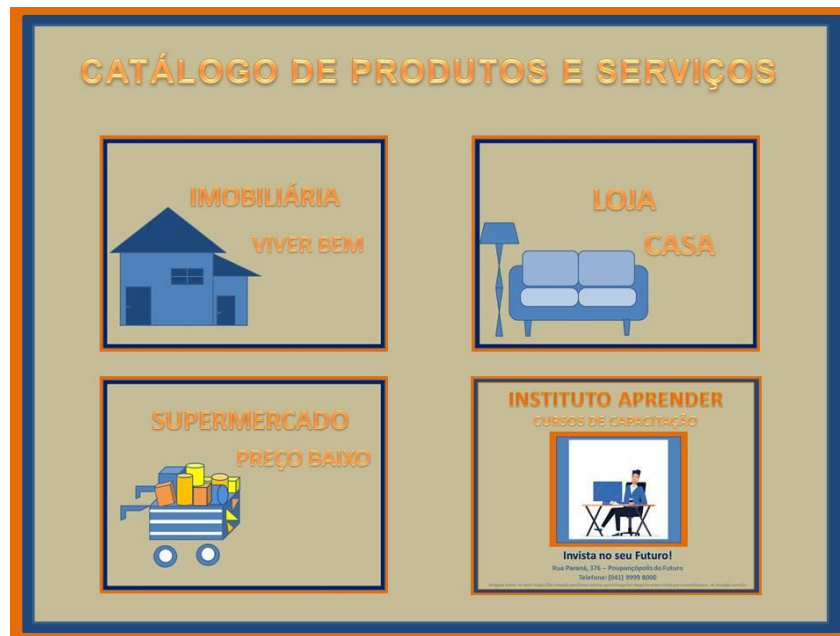 CATÁLOGO DE PRODUTOS E SERVIÇOS
IMOBILIÁRIA
VIVER BEM
LOJA
CASA
SUPERMERCADO
PREÇO BAIXO
INSTITUTO APRENDER
CURSOS DE CAPACITAÇÃO
Invista no seu Futuro!
Rua Paraná, 376 – Poupançópolis do Futuro
Telefone: (041) 9999 8000